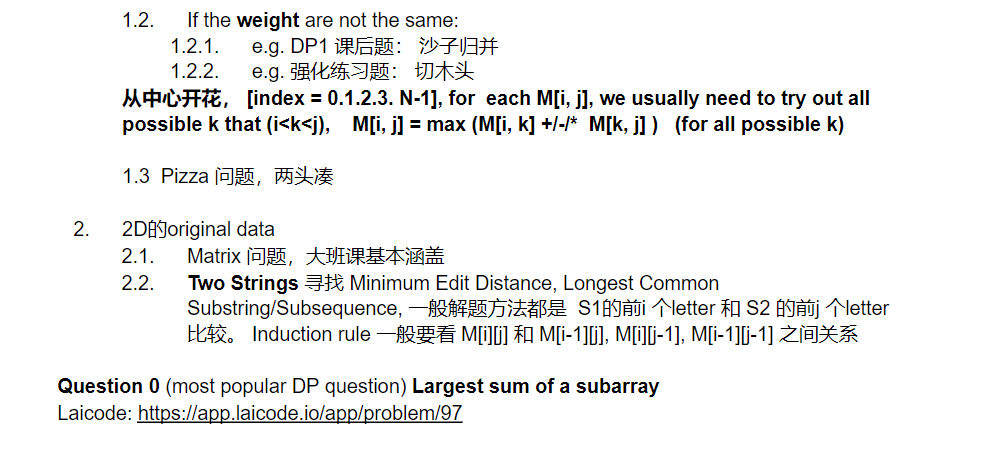 1.2. If the weight are not the same:
1.2.1. e.g. DP1 课后题： 沙子归并
1.2.2. e.g. 强化练习题： 切木头
从中心开花， [index = 0.1.2.3. N-1], for each M[i, j], we usually need to try out all
possible k that (i<k<j), M[i, j] = max (M[i, k] +/-/* M[k, j] ) (for all possible k)
1.3 Pizza 问题，两头凑
2. 2D的original data
2.1. Matrix 问题，大班课基本涵盖
2.2. Two Strings 寻找 Minimum Edit Distance, Longest Common
Substring/Subsequence, 一般解题方法都是 S1的前i 个letter 和 S2 的前j 个letter
比较。 Induction rule 一般要看 M[i][j] 和 M[i-1][j], M[i][j-1], M[i-1][j-1] 之间关系
Question 0 (most popular DP question) Largest sum of a subarray
Laicode: https://app.laicode.io/app/problem/97